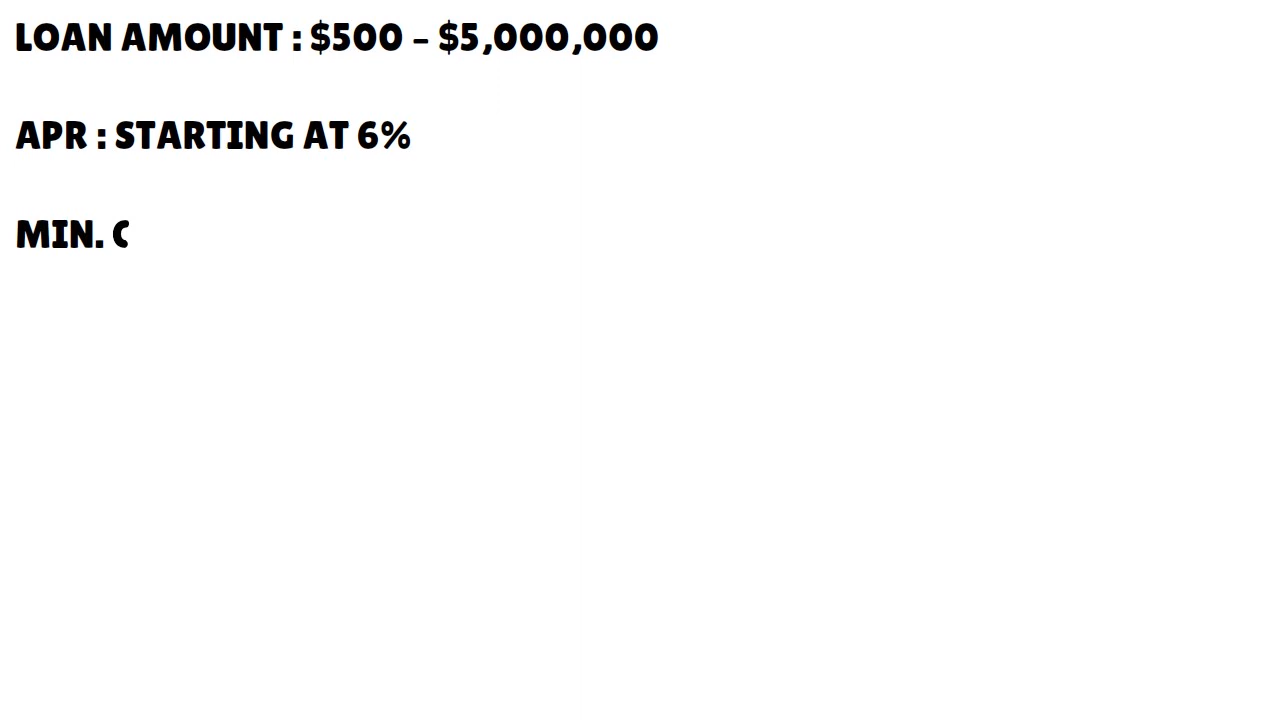 LOAN AMOUNT : $500 – $5,000,000
APR : STARTING AT 6%
MIN. C